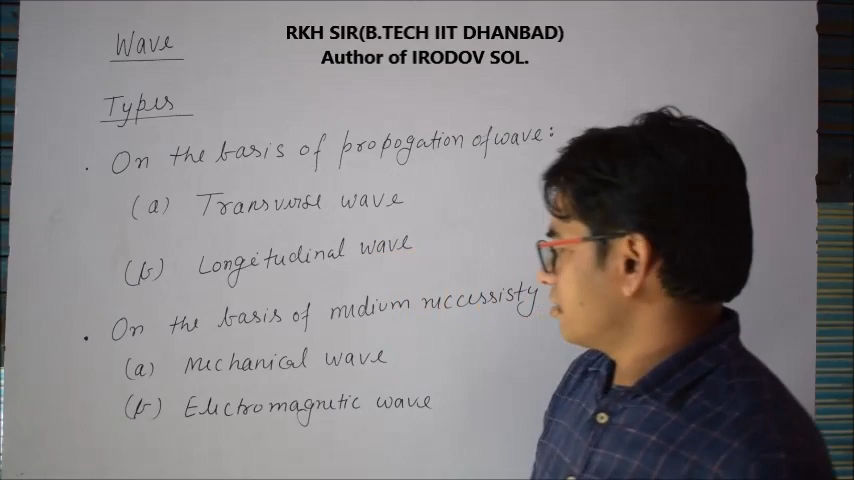 RKH SIR(B.TECH IIT DHANBAD)
Author of IRODOV SOL.
Wave
Types
. On the basis of propogation of wave:
(a) Transverse wave
(b) Longitudinal wave
. On the basis of medium neccessisty
(a) Mechanical wave
(b) Electromagnetic wave